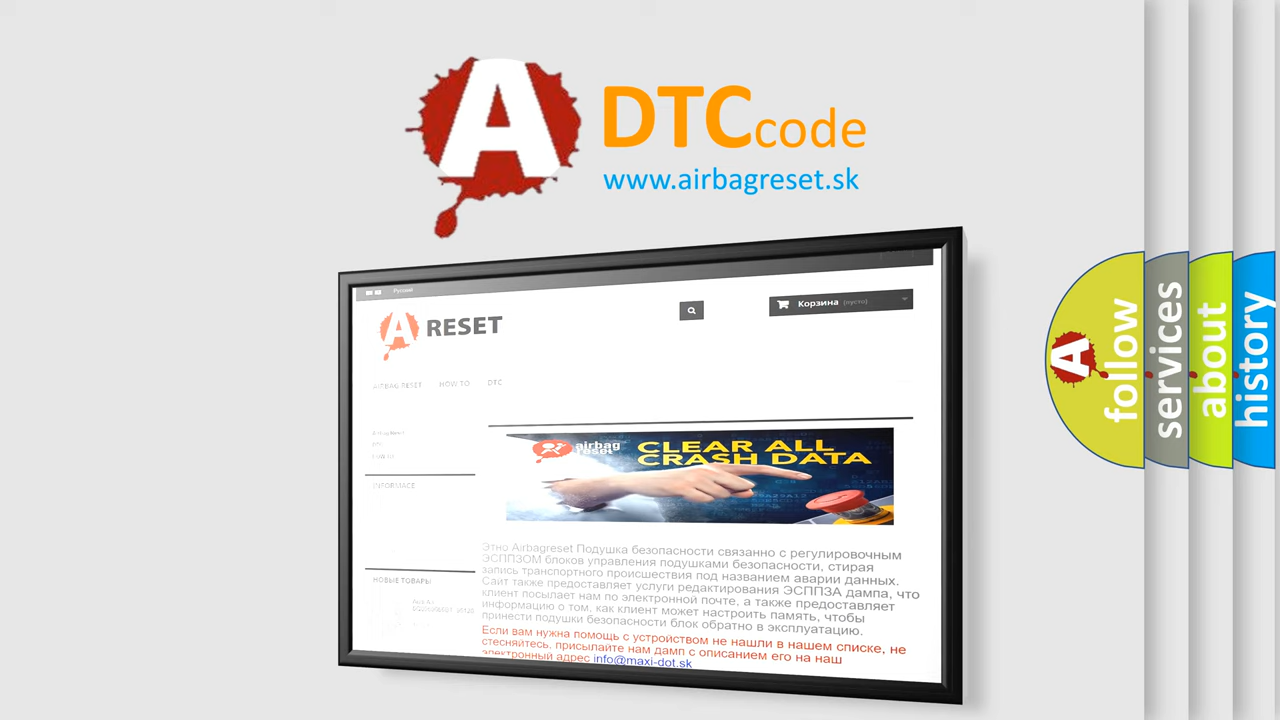 A DTCcode
www.airbagreset.sk
Русский
A RESET
Корзина (пусто)
AIRBAG RESET HOW TO DTC
INFORMACE
airbag
reset
CLEAR ALL
CRASH DATA
Этно Airbagreset Подушка безопасности связанно с регулировочным
ЭСППЗОМ блоков управления подушками безопасности, стирая
запись транспортного происшествия под названием аварии данных.
Сайт также предоставляет услуги редактирования ЭСППЗА дампа, что
клиент посылает нам по электронной почте, а также предоставляет
информацию о том, как клиент может настроить память, чтобы
принести подушки безопасности блок обратно в эксплуатацию.
Если вам нужна помощь с устройством не нашли в нашем списке, не
стесняйтесь, присылайте нам дамп с описанием его на наш
электронный адрес info@maxi-dot.sk
НОВЫЕ ТОВАРЫ
A
follow
services
about
history